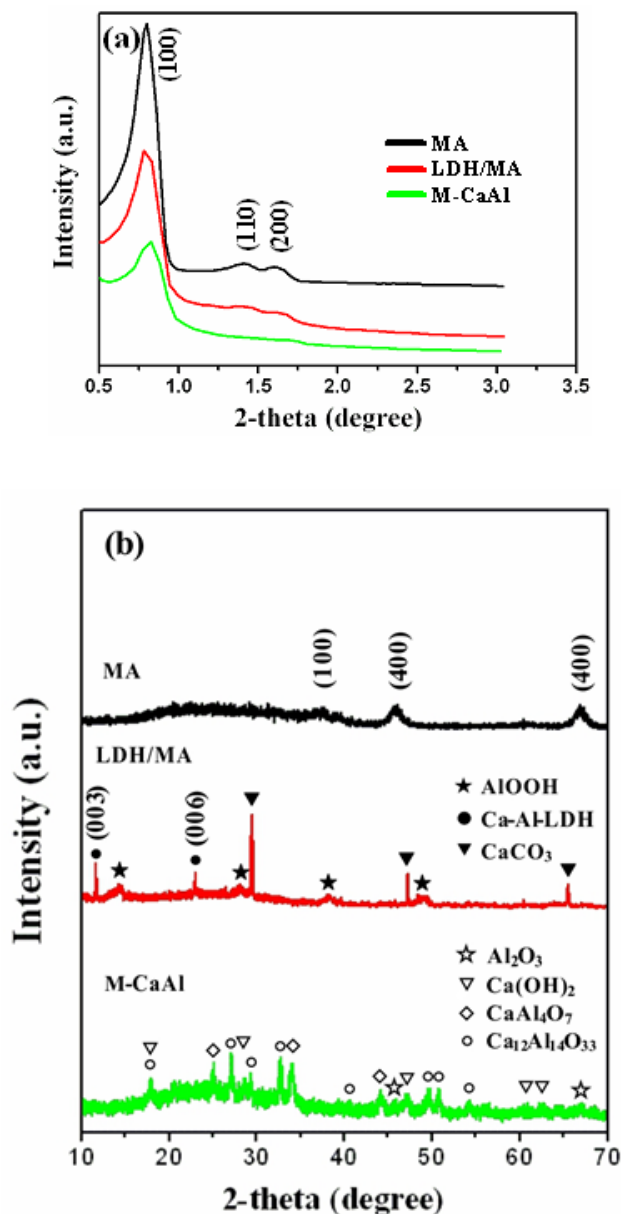 (a)
(100)
(110)
(200)
MA
LDH/MA
M-CaAl
Intensity (a.u.)
0.5 1.0 1.5 2.0 2.5 3.0 3.5
2-theta (degree)
(b)
MA
(100)
(400)
(400)
LDH/MA
(003)
(006)
★ AlOOH
● Ca-Al-LDH
▼ CaCO₃
M-CaAl
☆ Al₂O₃
▽ Ca(OH)₂
◇ CaAl₄O₇
○ Ca₁₂Al₁₄O₃₃
Intensity (a.u.)
10 20 30 40 50 60 70
2-theta (degree)